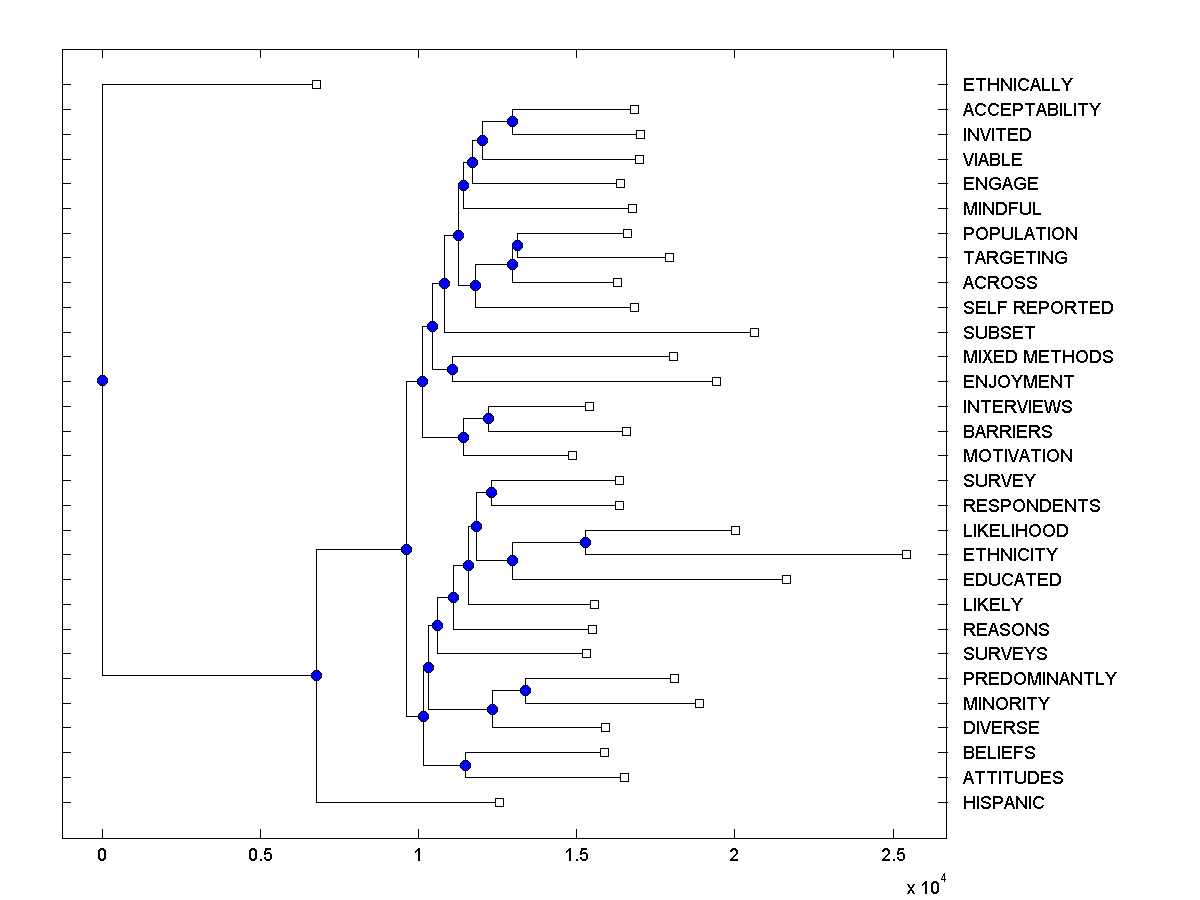 ETHNICALLY
ACCEPTABILITY
INVITED
VIABLE
ENGAGE
MINDFUL
POPULATION
TARGETING
ACROSS
SELF REPORTED
SUBSET
MIXED METHODS
ENJOYMENT
INTERVIEWS
BARRIERS
MOTIVATION
SURVEY
RESPONDENTS
LIKELIHOOD
ETHNICITY
EDUCATED
LIKELY
REASONS
SURVEYS
PREDOMINANTLY
MINORITY
DIVERSE
BELIEFS
ATTITUDES
HISPANIC
0 0.5 1 1.5 2 2.5
x 10^4